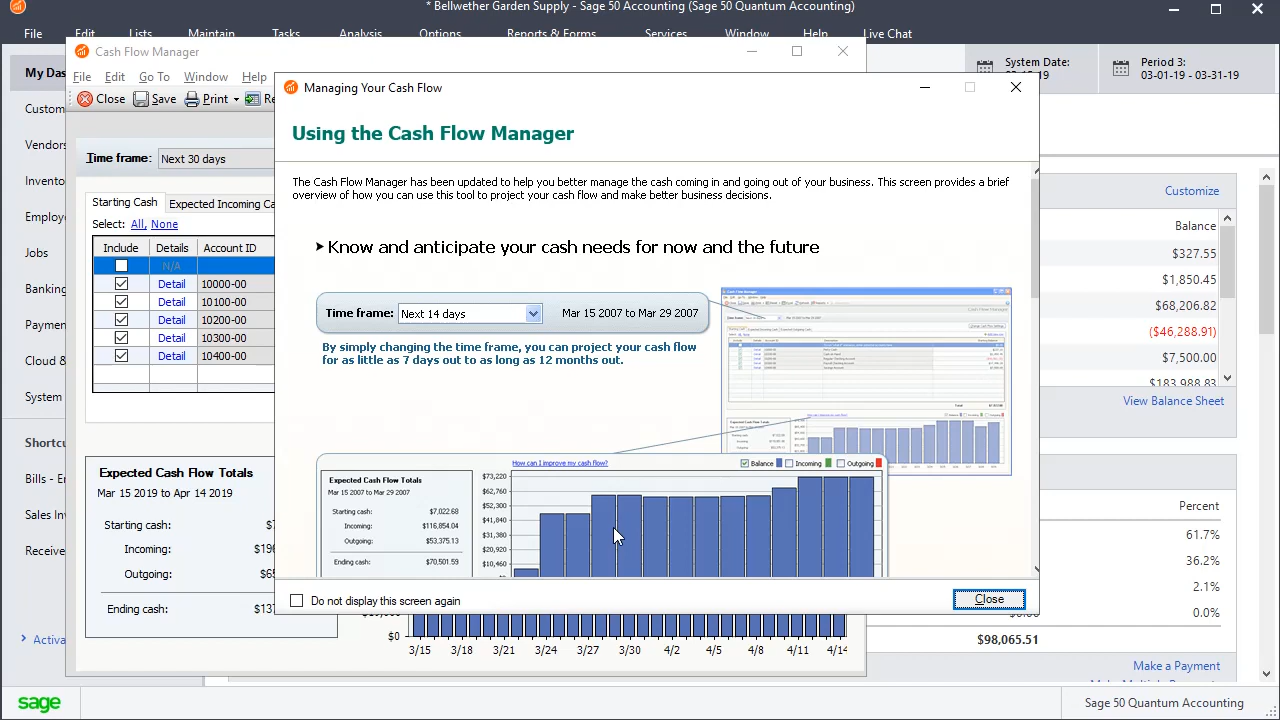 * Bellwether Garden Supply - Sage 50 Accounting (Sage 50 Quantum Accounting)
File Edit Lists Maintain Tasks Analysis Options Reports & Forms Services Window Help Live Chat
Cash Flow Manager
My Das
System Date:
Period 3:
03-01-19 - 03-31-19
File Edit Go To Window Help
Close Save Print
Managing Your Cash Flow
Using the Cash Flow Manager
The Cash Flow Manager has been updated to help you better manage the cash coming in and going out of your business. This screen provides a brief
overview of how you can use this tool to project your cash flow and make better business decisions.
Know and anticipate your cash needs for now and the future
Time frame: Next 14 days Mar 15 2007 to Mar 29 2007
By simply changing the time frame, you can project your cash flow
for as little as 7 days out to as long as 12 months out.
How can I improve my cash flow?
Balance Incoming Outgoing
Expected Cash Flow Totals
Mar 15 2007 to Mar 29 2007
Starting cash: $7,022.68
Incoming: $116,854.04
Outgoing: $53,375.13
Ending cash: $70,501.59
$73,220
$62,760
$52,300
$41,840
$31,380
$20,920
$10,460
Do not display this screen again
Close
Time frame: Next 30 days
Starting Cash Expected Incoming Ca
Select: All, None
Include Details Account ID
N/A
Detail 10000-00
Detail 10100-00
Detail 10200-00
Detail 10300-00
Detail 10400-00
Expected Cash Flow Totals
Mar 15 2019 to Apr 14 2019
Starting cash: $7
Incoming: $196
Outgoing: $65
Ending cash: $137
$0
3/15 3/18 3/21 3/24 3/27 3/30 4/2 4/5 4/8 4/11 4/14
Custom
Vendors
Invento
Employe
Jobs
Banking
System
Shortcu
Bills - En
Sales Inv
Receive
Activa
Customize
Balance
$7,500.00
View Balance Sheet
Percent
61.7%
36.2%
2.1%
0.0%
$98,065.51
Make a Payment
sage
Sage 50 Quantum Accounting